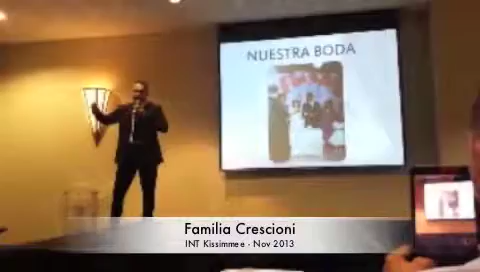 NUESTRA BODA
Familia Crescioni
INT Kissimmee - Nov 2013